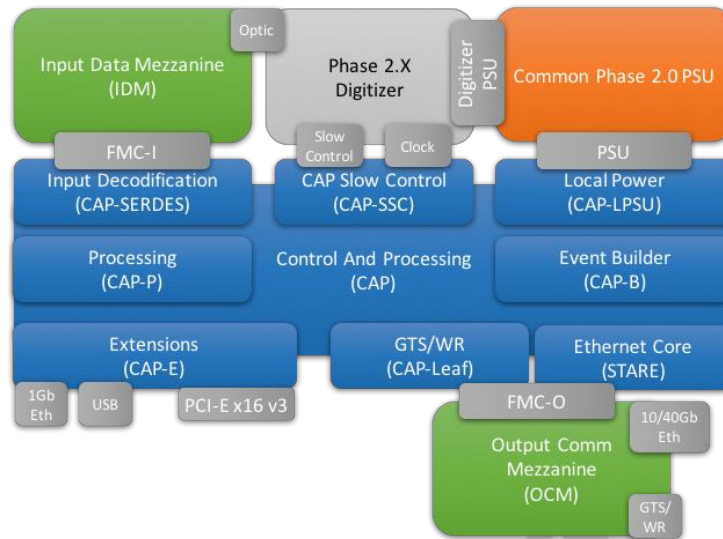 Optic
Input Data Mezzanine
(IDM)
Phase 2.X
Digitizer
Digitizer
PSU
Common Phase 2.0 PSU
FMC-I
Slow
Control
Clock
PSU
Input Decodification
(CAP-SERDES)
CAP Slow Control
(CAP-SSC)
Local Power
(CAP-LPSU)
Processing
(CAP-P)
Control And Processing
(CAP)
Event Builder
(CAP-B)
Extensions
(CAP-E)
GTS/WR
(CAP-Leaf)
Ethernet Core
(STARE)
1Gb
Eth
USB
PCI-E x16 v3
FMC-O
10/40Gb
Eth
Output Comm
Mezzanine
(OCM)
GTS/
WR